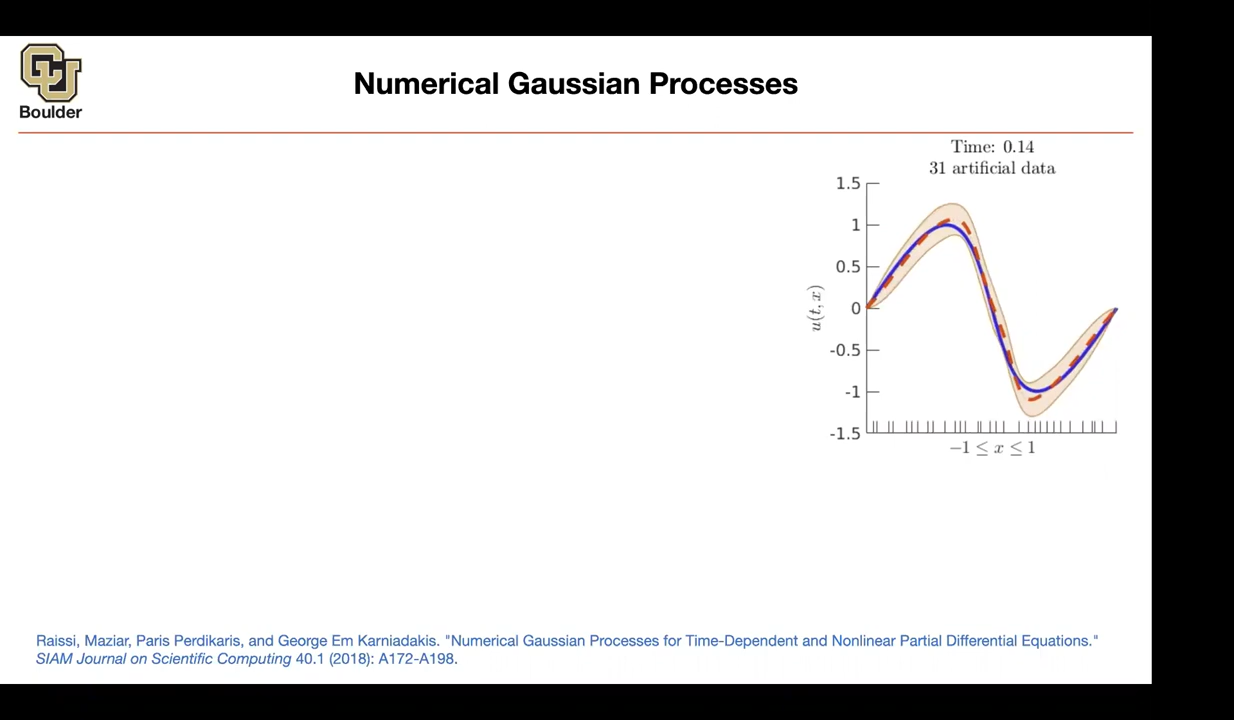 Boulder
Numerical Gaussian Processes
Time: 0.14
31 artificial data
1.5
1
0.5
0
-0.5
-1
-1.5
u(t, x)
−1 ≤ x ≤ 1
Raissi, Maziar, Paris Perdikaris, and George Em Karniadakis. "Numerical Gaussian Processes for Time-Dependent and Nonlinear Partial Differential Equations."
SIAM Journal on Scientific Computing 40.1 (2018): A172-A198.